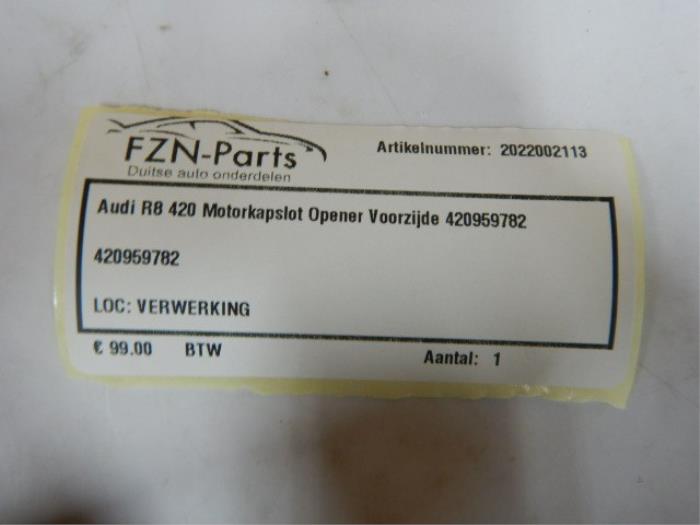 FZN-Parts
Duitse auto onderdelen
Artikelnummer: 2022002113
Audi R8 420 Motorkapslot Opener Voorzijde 420959782
420959782
LOC: VERWERKING
€ 99.00 BTW
Aantal: 1